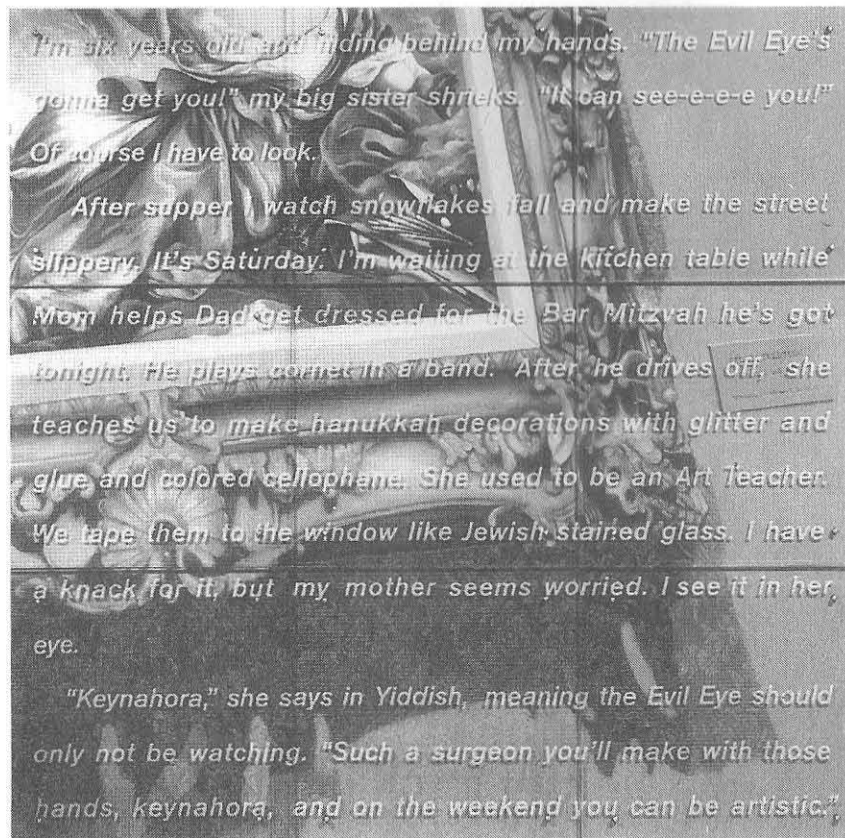 I'm six years old and hiding behind my hands. "The Evil Eye's
gonna get you!" my big sister shrieks. "It can see-e-e-e you!"
Of course I have to look.
After supper I watch snowflakes fall and make the street
slippery. It's Saturday. I'm waiting at the kitchen table while
Mom helps Dad get dressed for the Bar Mitzvah he's got
tonight. He plays cornet in a band. After he drives off, she
teaches us to make hanukkah decorations with glitter and
glue and colored cellophane. She used to be an Art Teacher.
We tape them to the window like Jewish stained glass. I have
a knack for it, but my mother seems worried. I see it in her
eye.
"Keynahora," she says in Yiddish, meaning the Evil Eye should
only not be watching. "Such a surgeon you'll make with those
hands, keynahora, and on the weekend you can be artistic."